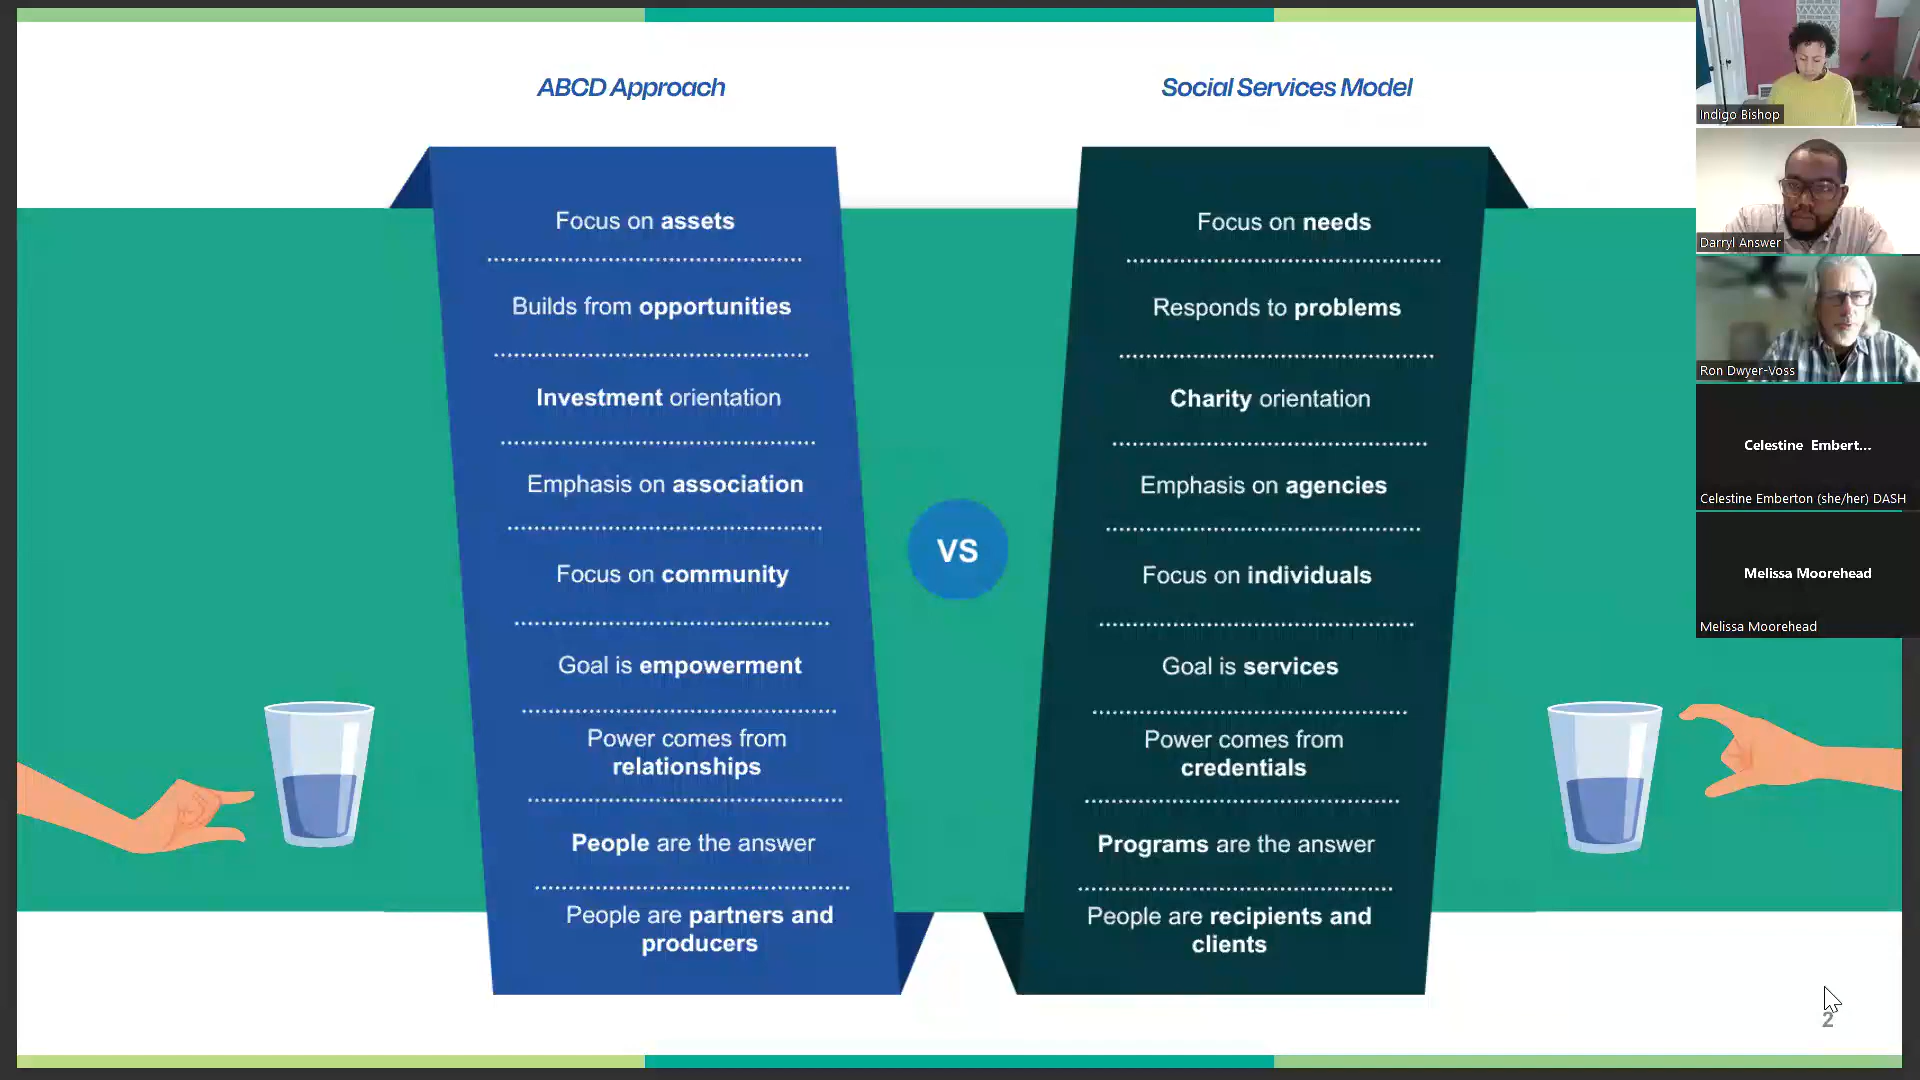 ABCD Approach
Focus on assets
Builds from opportunities
Investment orientation
Emphasis on association
Focus on community
Goal is empowerment
Power comes from
relationships
People are the answer
People are partners and
producers
VS
Social Services Model
Focus on needs
Responds to problems
Charity orientation
Emphasis on agencies
Focus on individuals
Goal is services
Power comes from
credentials
Programs are the answer
People are recipients and
clients
2
Indigo Bishop
Darryl Answer
Ron Dwyer-Voss
Celestine Embert...
Celestine Emberton (she/her) DASH
Melissa Moorehead
Melissa Moorehead